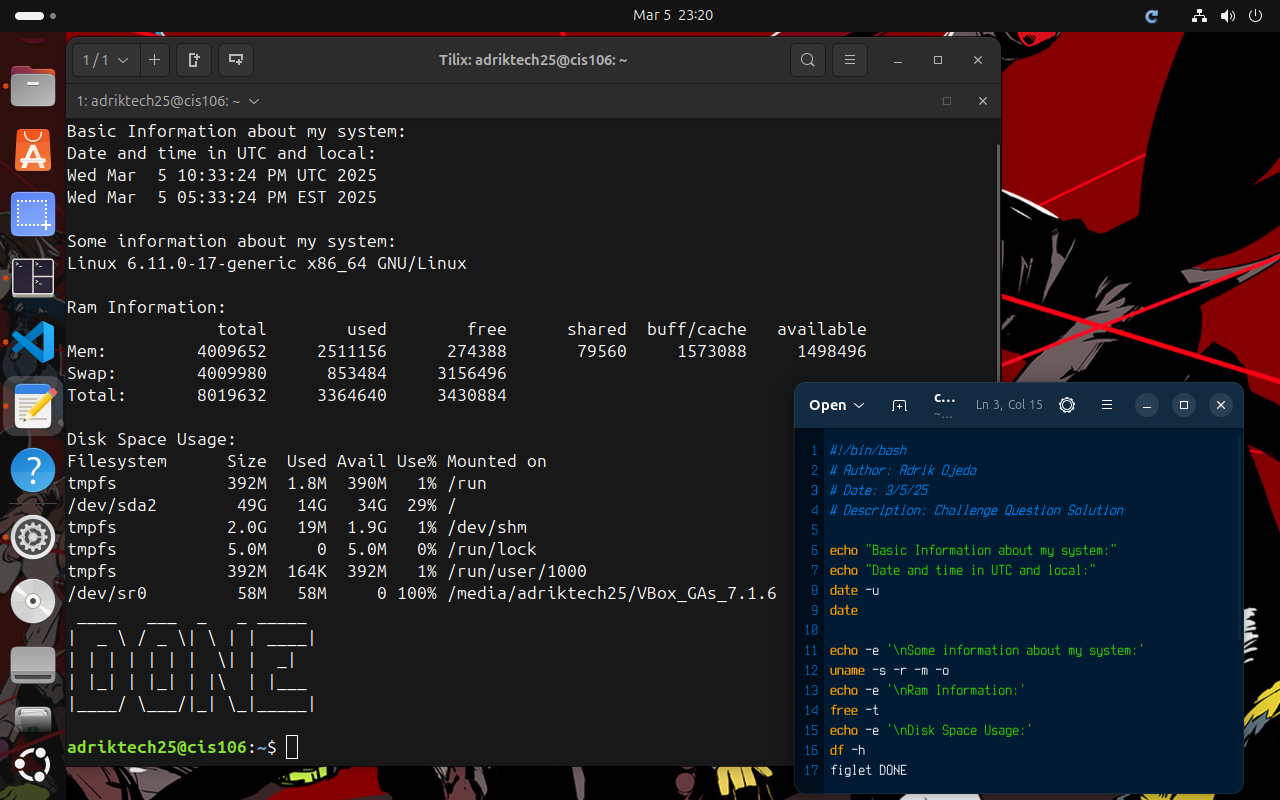 Mar 5 23:20
1 / 1
Tilix: adriktech25@cis106: ~
1: adriktech25@cis106: ~
Basic Information about my system:
Date and time in UTC and local:
Wed Mar  5 10:33:24 PM UTC 2025
Wed Mar  5 05:33:24 PM EST 2025
Some information about my system:
Linux 6.11.0-17-generic x86_64 GNU/Linux
Ram Information:
               total        used        free      shared  buff/cache   available
Mem:         4009652     2511156      274388       79560     1573088     1498496
Swap:        4009980      853484     3156496
Total:       8019632     3364640     3430884
Disk Space Usage:
Filesystem      Size  Used Avail Use% Mounted on
tmpfs           392M  1.8M  390M   1% /run
/dev/sda2        49G   14G   34G  29% /
tmpfs           2.0G   19M  1.9G   1% /dev/shm
tmpfs           5.0M     0  5.0M   0% /run/lock
tmpfs           392M  164K  392M   1% /run/user/1000
/dev/sr0         58M   58M     0 100% /media/adriktech25/VBox_GAs_7.1.6
DONE
adriktech25@cis106:~$
Open
c...
~...
Ln 3, Col 15
1 #!/bin/bash
2 # Author: Adrik Ojeda
3 # Date: 3/5/25
4 # Description: Challenge Question Solution
5
6 echo "Basic Information about my system:"
7 echo "Date and time in UTC and local:"
8 date -u
9 date
10
11 echo -e '\nSome information about my system:'
12 uname -s -r -m -o
13 echo -e '\nRam Information:'
14 free -t
15 echo -e '\nDisk Space Usage:'
16 df -h
17 figlet DONE